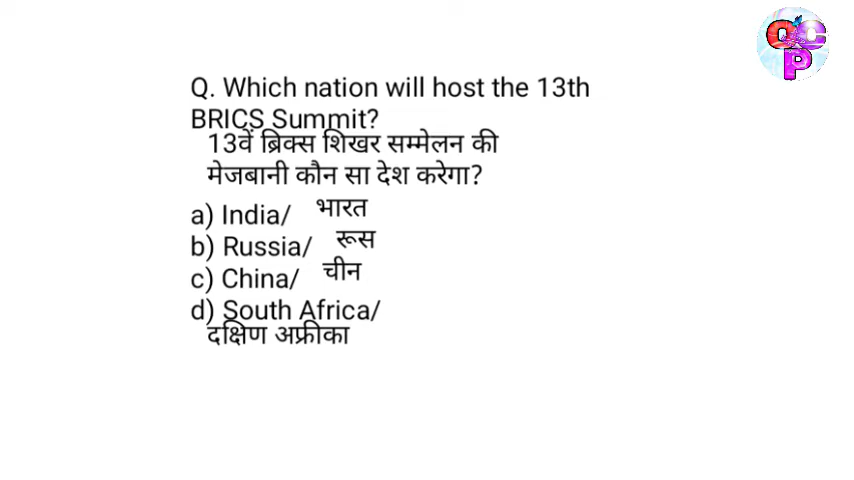 Q. Which nation will host the 13th
BRICS Summit?
13वें ब्रिक्स शिखर सम्मेलन की
मेजबानी कौन सा देश करेगा?
a) India/ भारत
b) Russia/ रूस
c) China/ चीन
d) South Africa/
दक्षिण अफ्रीका
QCP